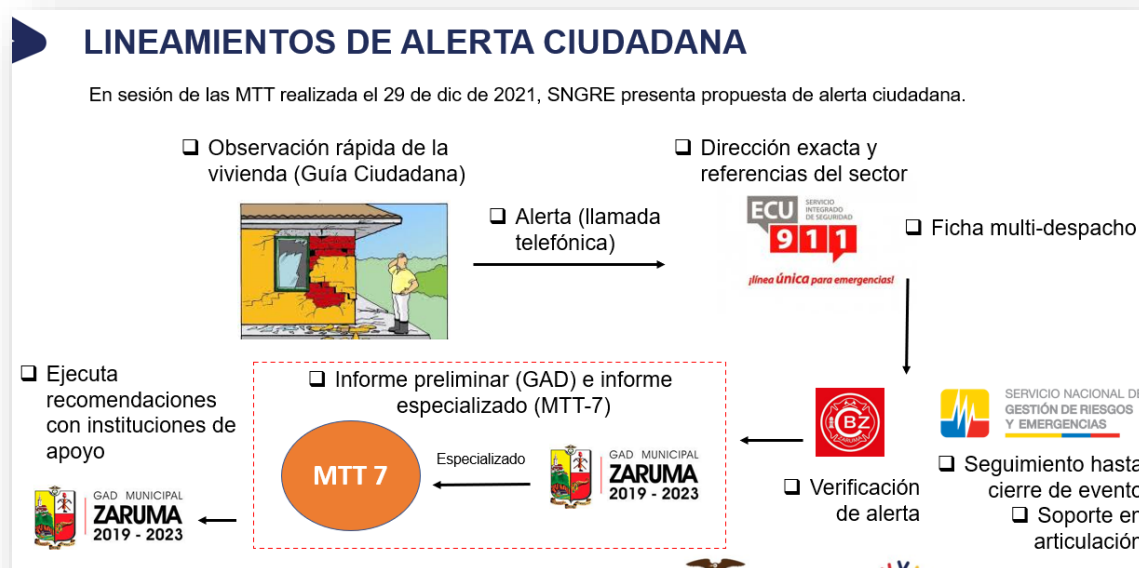 LINEAMIENTOS DE ALERTA CIUDADANA
En sesión de las MTT realizada el 29 de dic de 2021, SNGRE presenta propuesta de alerta ciudadana.
Observación rápida de la
vivienda (Guía Ciudadana)
Alerta (llamada
telefónica)
Dirección exacta y
referencias del sector
ECU
SERVICIO
INTEGRADO
DE SEGURIDAD
911
¡línea única para emergencias!
Ficha multi-despacho
Ejecuta
recomendaciones
con instituciones de
apoyo
GAD MUNICIPAL
ZARUMA
2019 - 2023
Informe preliminar (GAD) e informe
especializado (MTT-7)
MTT 7
Especializado
GAD MUNICIPAL
ZARUMA
2019 - 2023
CBZ
ZARUMA
Verificación
de alerta
SERVICIO NACIONAL DE
GESTIÓN DE RIESGOS
Y EMERGENCIAS
Seguimiento hasta
cierre de evento
Soporte en
articulación